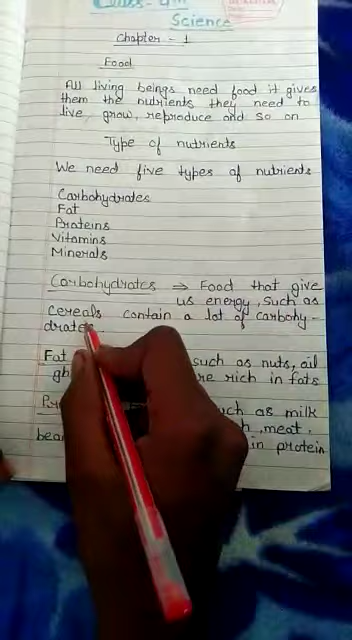 Science
Chapter - 1
Food
All living beings need food it gives
them the nutrients they need to
live, grow, reproduce and so on
Type of nutrients
We need five types of nutrients
Carbohydrates
Fat
Proteins
Vitamins
Minerals
Carbohydrates ⇒ Food that give
us energy, such as
cereals contain a lot of carbohy-
drates
Fat such as nuts, oil
gh re rich in fats
uch as milk
h, meat,
in protein